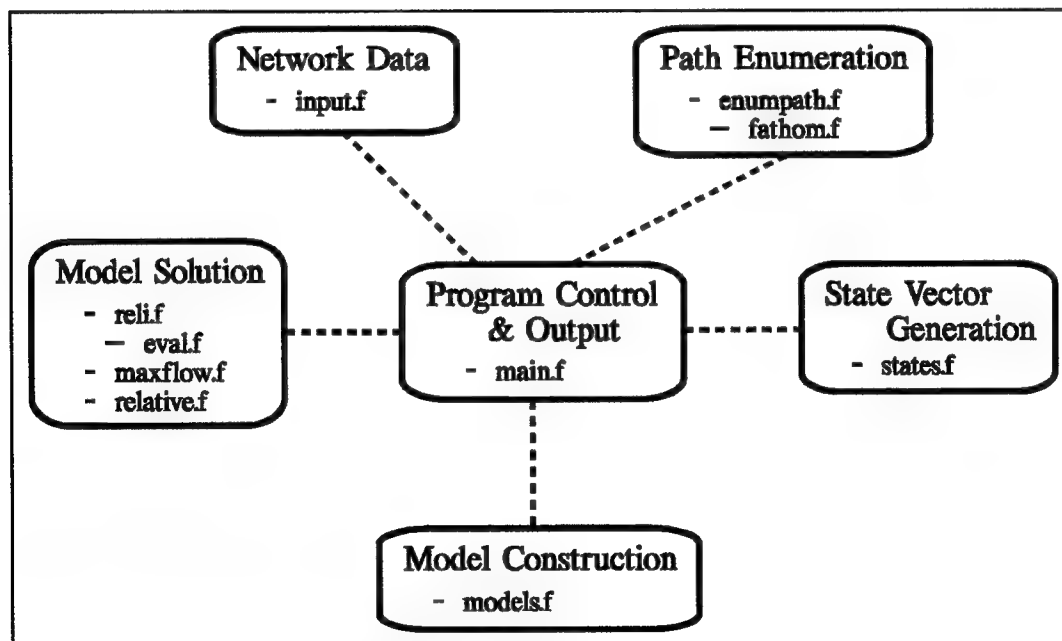 Network Data
- input.f
Path Enumeration
- enumpath.f
- fathom.f
Model Solution
- reli.f
- eval.f
- maxflow.f
- relative.f
Program Control
& Output
- main.f
State Vector
Generation
- states.f
Model Construction
- models.f